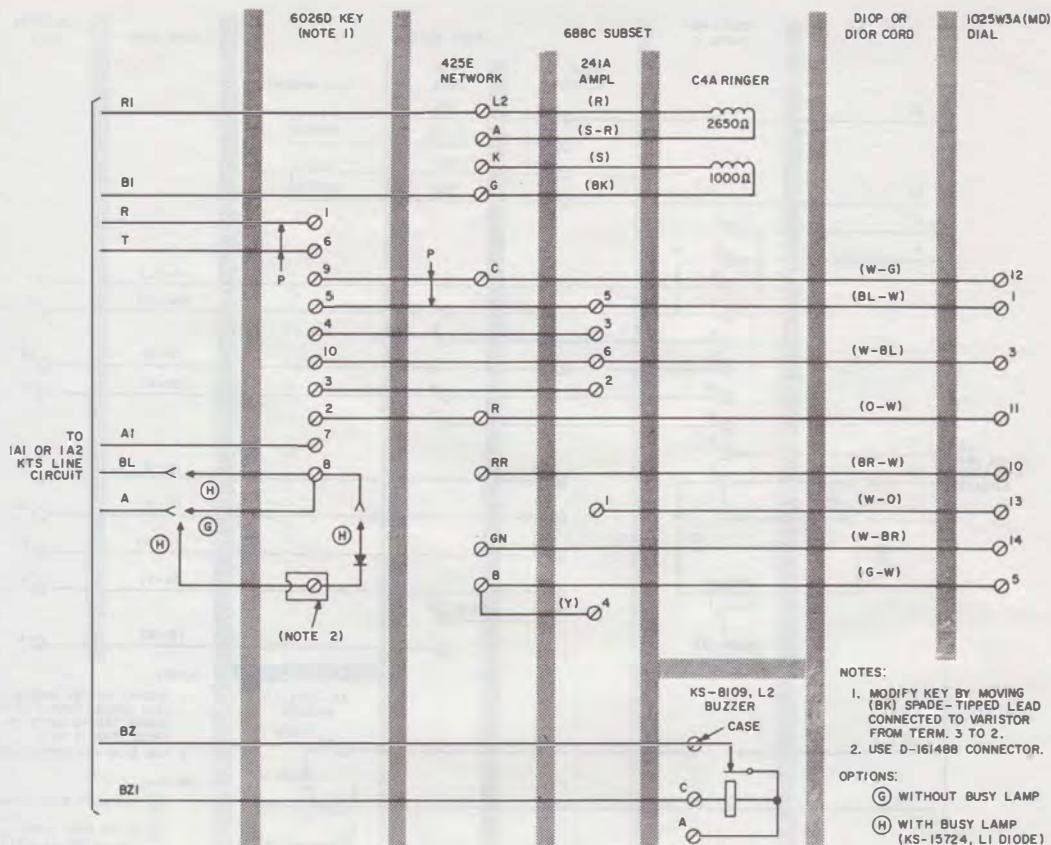 6026D KEY
(NOTE 1)
688C SUBSET
DIOP OR
DIOR CORD
1025W3A (MD)
DIAL
425E
NETWORK
241A
AMPL
C4A RINGER
R1
L2
(R)
2650Ω
A
(S-R)
K
(S)
1000Ω
B1
G
(BK)
R
1
T
6
P
9
P
C
(W-G)
12
5
5
(BL-W)
1
4
3
10
6
(W-BL)
3
3
2
2
R
(O-W)
11
A1
7
TO
1A1 OR 1A2
KTS LINE
CIRCUIT
BL
H
8
RR
(BR-W)
10
A
G
1
(W-O)
13
H
H
GN
(W-BR)
14
B
(G-W)
5
(Y)
4
(NOTE 2)
KS-8109, L2
BUZZER
CASE
BZ
BZ1
C
A
NOTES:
1. MODIFY KEY BY MOVING
(BK) SPADE-TIPPED LEAD
CONNECTED TO VARISTOR
FROM TERM. 3 TO 2.
2. USE D-161488 CONNECTOR.
OPTIONS:
G WITHOUT BUSY LAMP
H WITH BUSY LAMP
(KS-15724, L1 DIODE)